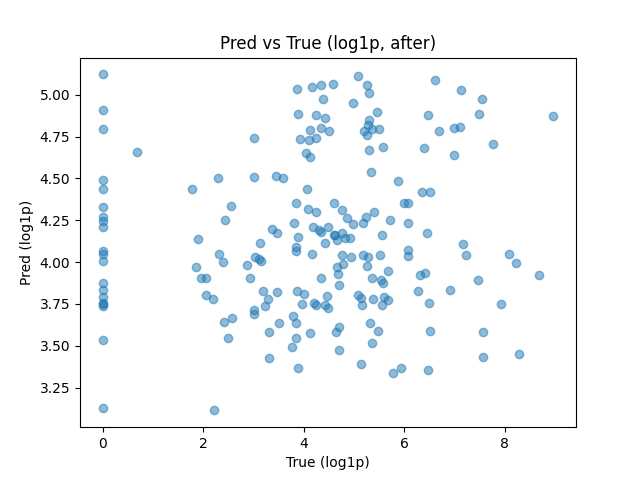 Pred vs True (log1p, after)
5.00
4.75
4.50
4.25
4.00
3.75
3.50
3.25
Pred (log1p)
0 2 4 6 8
True (log1p)